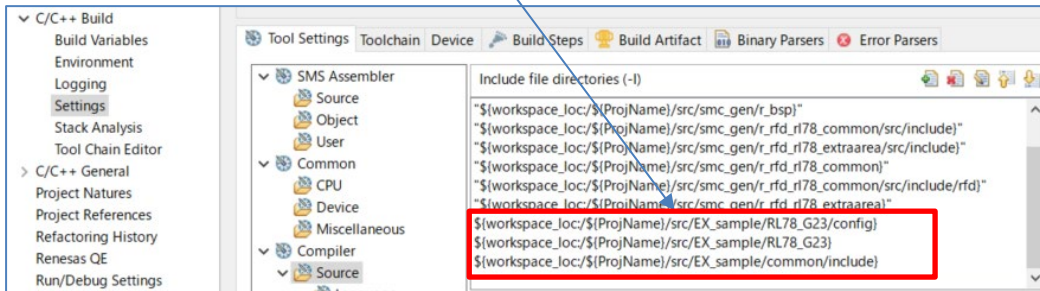 C/C++ Build
Build Variables
Environment
Logging
Settings
Stack Analysis
Tool Chain Editor
C/C++ General
Project Natures
Project References
Refactoring History
Renesas QE
Run/Debug Settings
Tool Settings Toolchain Device Build Steps Build Artifact Binary Parsers Error Parsers
SMS Assembler
Source
Object
User
Common
CPU
Device
Miscellaneous
Compiler
Source
Include file directories (-I)
"${workspace_loc:/${ProjName}/src/smc_gen/r_bsp}"
"${workspace_loc:/${ProjName}/src/smc_gen/r_rfd_rl78_common/src/include}"
"${workspace_loc:/${ProjName}/src/smc_gen/r_rfd_rl78_extraarea/src/include}"
"${workspace_loc:/${ProjName}/src/smc_gen/r_rfd_rl78_common}"
"${workspace_loc:/${ProjName}/src/smc_gen/r_rfd_rl78_common/src/include/rfd}"
"${workspace_loc:/${ProjName}/src/smc_gen/r_rfd_rl78_extraarea}"
${workspace_loc:/${ProjName}/src/EX_sample/RL78_G23/config}
${workspace_loc:/${ProjName}/src/EX_sample/RL78_G23}
${workspace_loc:/${ProjName}/src/EX_sample/common/include}